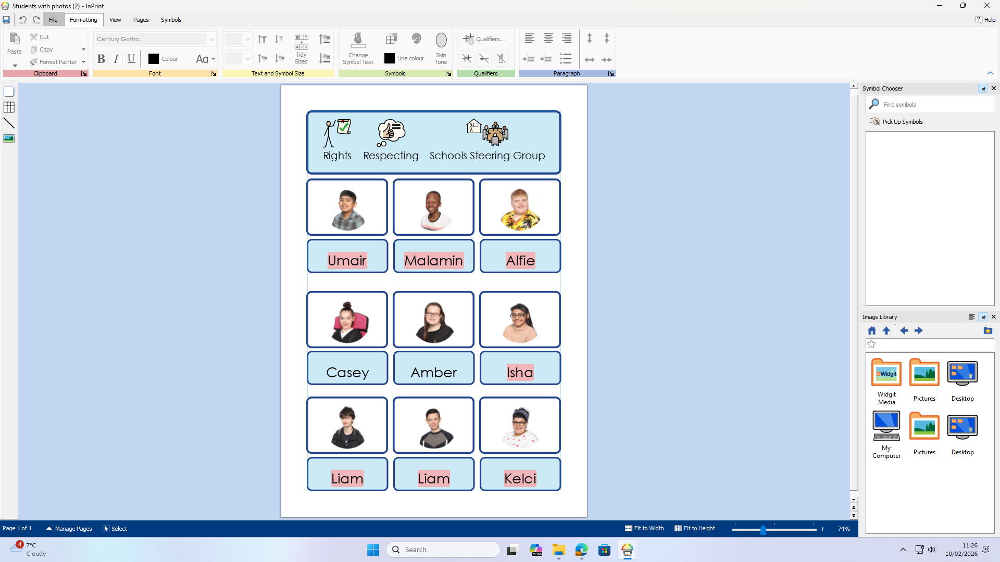 Students with photos (2) - InPrint
File Formatting View Pages Symbols Help
Paste
Cut
Copy
Format Painter
Clipboard
Century Gothic
B I U Colour Aa
Font
Tidy Sizes
Text and Symbol Size
Change Symbol Text
Line colour
Skin Tone
Symbols
Qualifiers...
Qualifiers
Paragraph
Rights Respecting Schools Steering Group
Umair Malamin Alfie
Casey Amber Isha
Liam Liam Kelci
Symbol Chooser
Find symbols
Pick Up Symbols
Image Library
Widgit
Widgit Media
Pictures
Desktop
My Computer
Pictures
Desktop
Page 1 of 1 Manage Pages Select Fit to Width Fit to Height - + 74%
4
7°C
Cloudy
Search
M365
11:26
10/02/2026